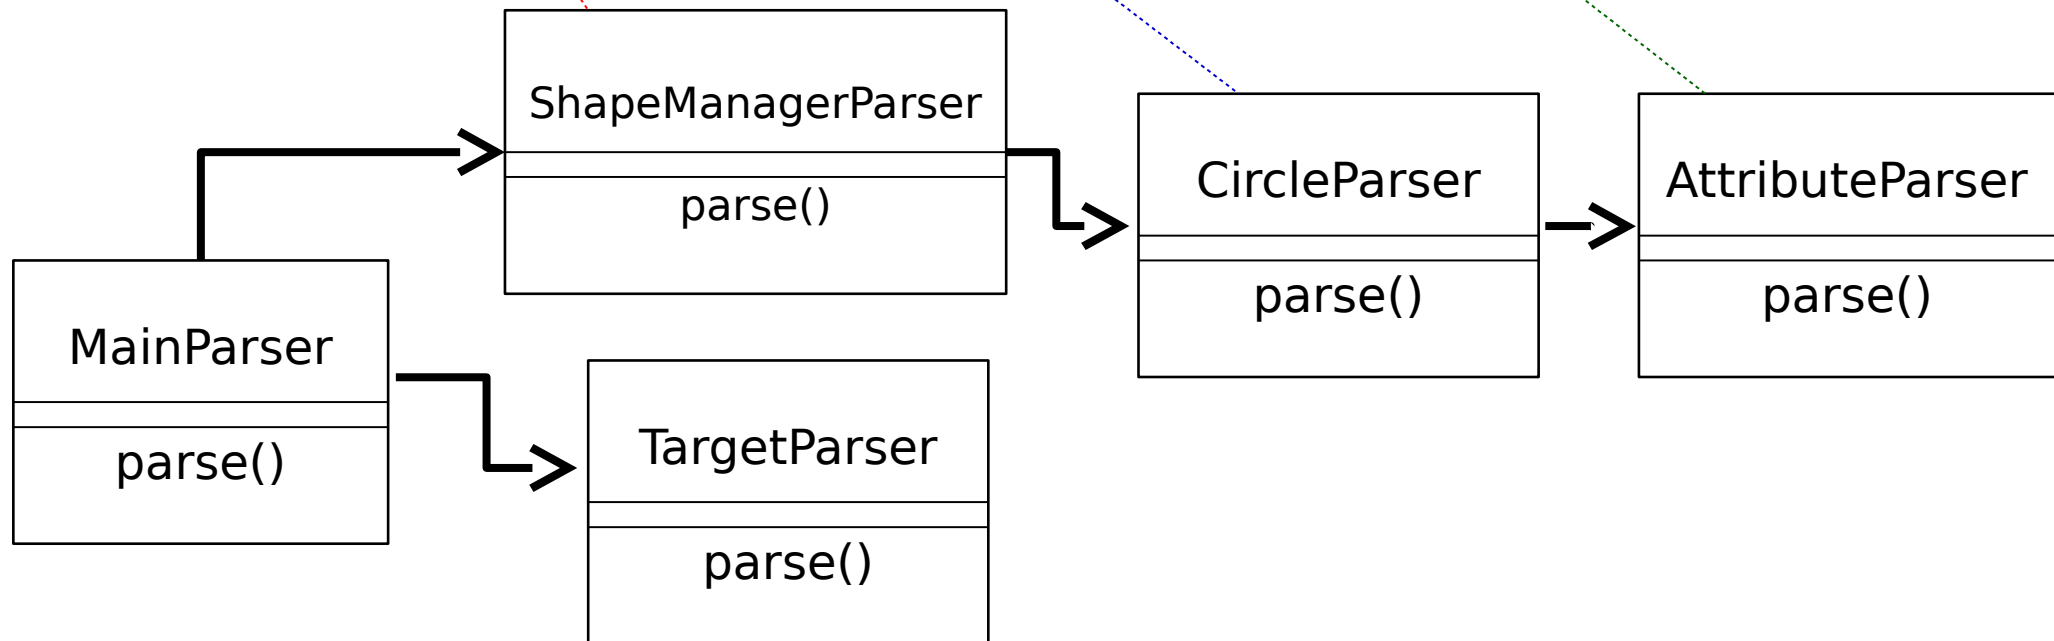 ShapeManagerParser
parse()
CircleParser
parse()
AttributeParser
parse()
MainParser
parse()
TargetParser
parse()